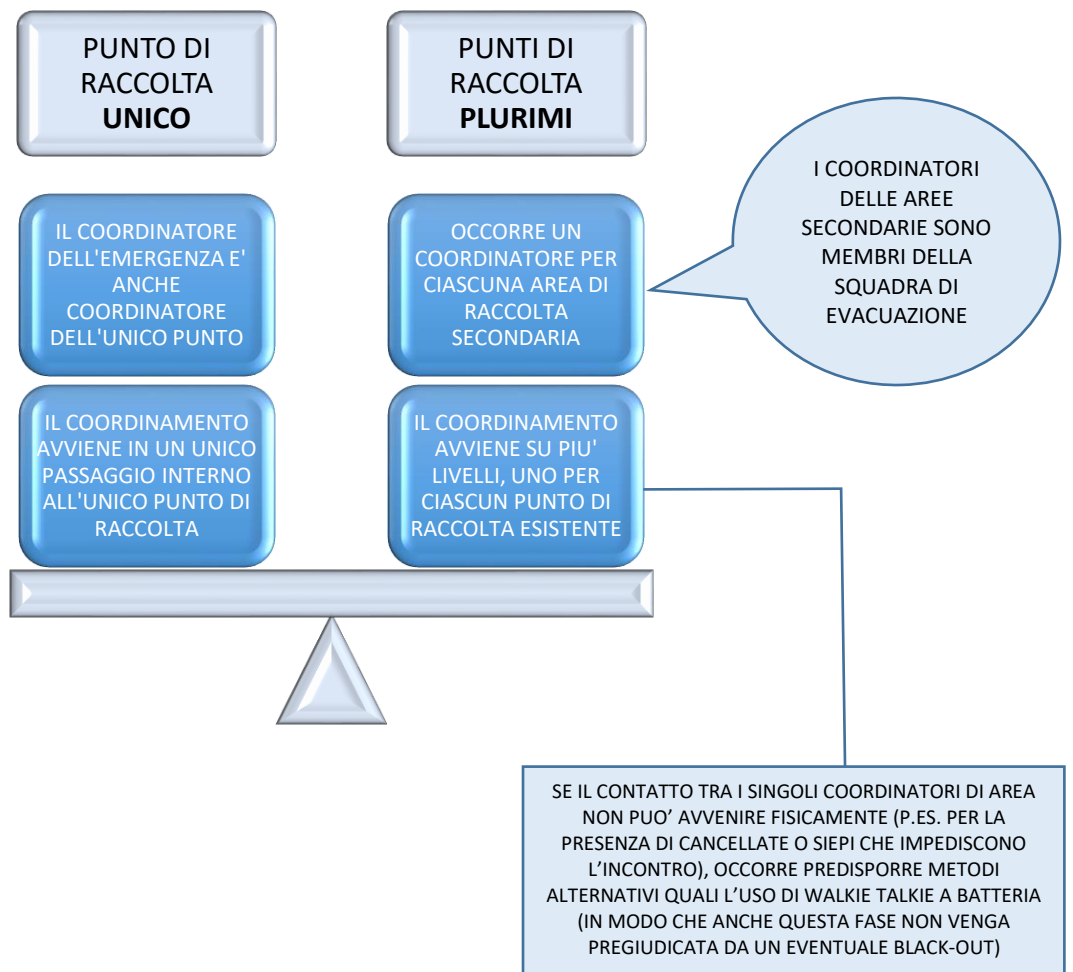 PUNTO DI
RACCOLTA
UNICO
PUNTI DI
RACCOLTA
PLURIMI
IL COORDINATORE
DELL'EMERGENZA E'
ANCHE
COORDINATORE
DELL'UNICO PUNTO
OCCORRE UN
COORDINATORE PER
CIASCUNA AREA DI
RACCOLTA
SECONDARIA
I COORDINATORI
DELLE AREE
SECONDARIE SONO
MEMBRI DELLA
SQUADRA DI
EVACUAZIONE
IL COORDINAMENTO
AVVIENE IN UN UNICO
PASSAGGIO INTERNO
ALL'UNICO PUNTO DI
RACCOLTA
IL COORDINAMENTO
AVVIENE SU PIU'
LIVELLI, UNO PER
CIASCUN PUNTO DI
RACCOLTA ESISTENTE
SE IL CONTATTO TRA I SINGOLI COORDINATORI DI AREA
NON PUO’ AVVENIRE FISICAMENTE (P.ES. PER LA
PRESENZA DI CANCELLATE O SIEPI CHE IMPEDISCONO
L’INCONTRO), OCCORRE PREDISPORRE METODI
ALTERNATIVI QUALI L’USO DI WALKIE TALKIE A BATTERIA
(IN MODO CHE ANCHE QUESTA FASE NON VENGA
PREGIUDICATA DA UN EVENTUALE BLACK-OUT)